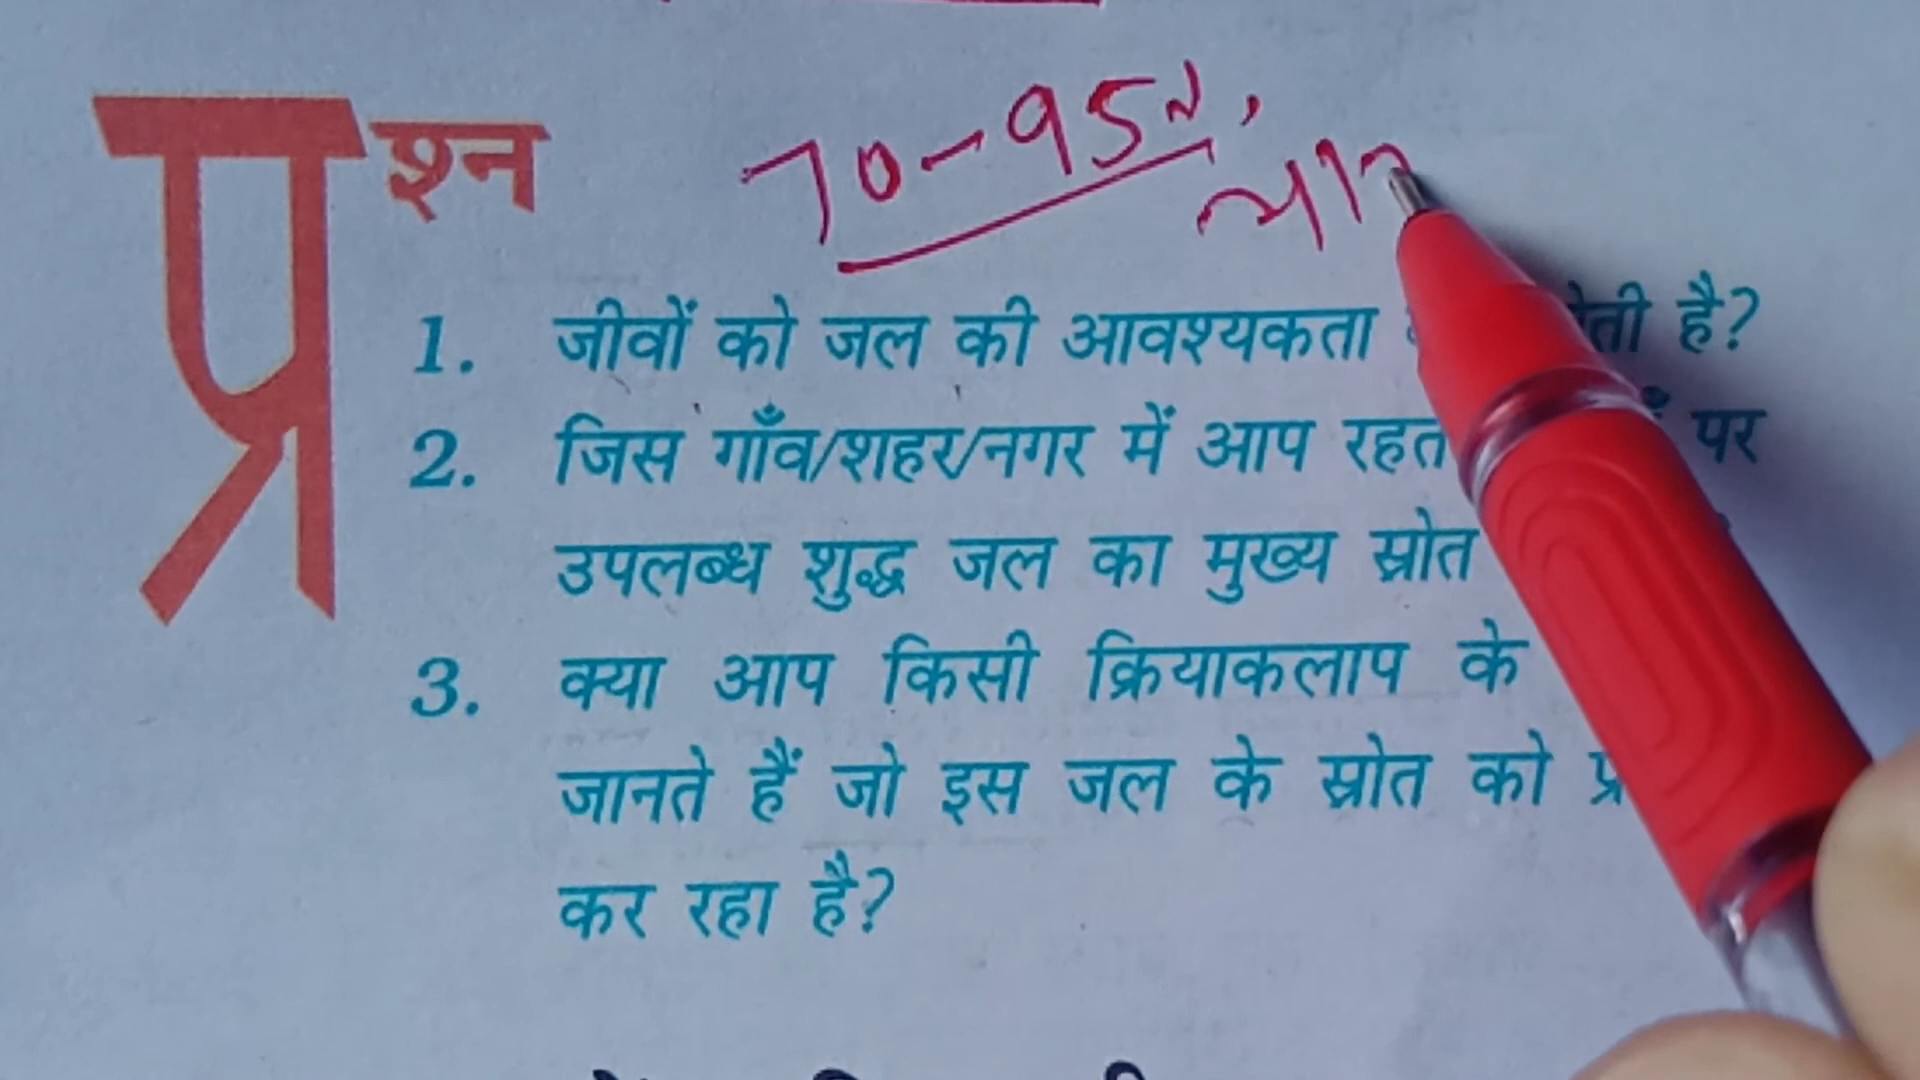 प्रश्न
70-95
1. जीवों को जल की आवश्यकता है?
2. जिस गाँव/शहर/नगर में आप पर
उपलब्ध शुद्ध जल का मुख्य स्रोत
3. क्या आप किसी क्रियाकलाप के
जानते हैं जो इस जल के स्रोत को
कर रहा है?